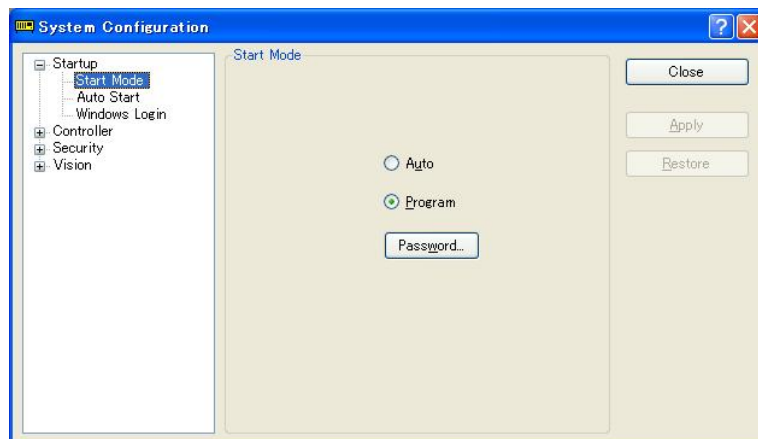 System Configuration
Startup
Start Mode
Auto Start
Windows Login
Controller
Security
Vision
Start Mode
Auto
Program
Password...
Close
Apply
Restore